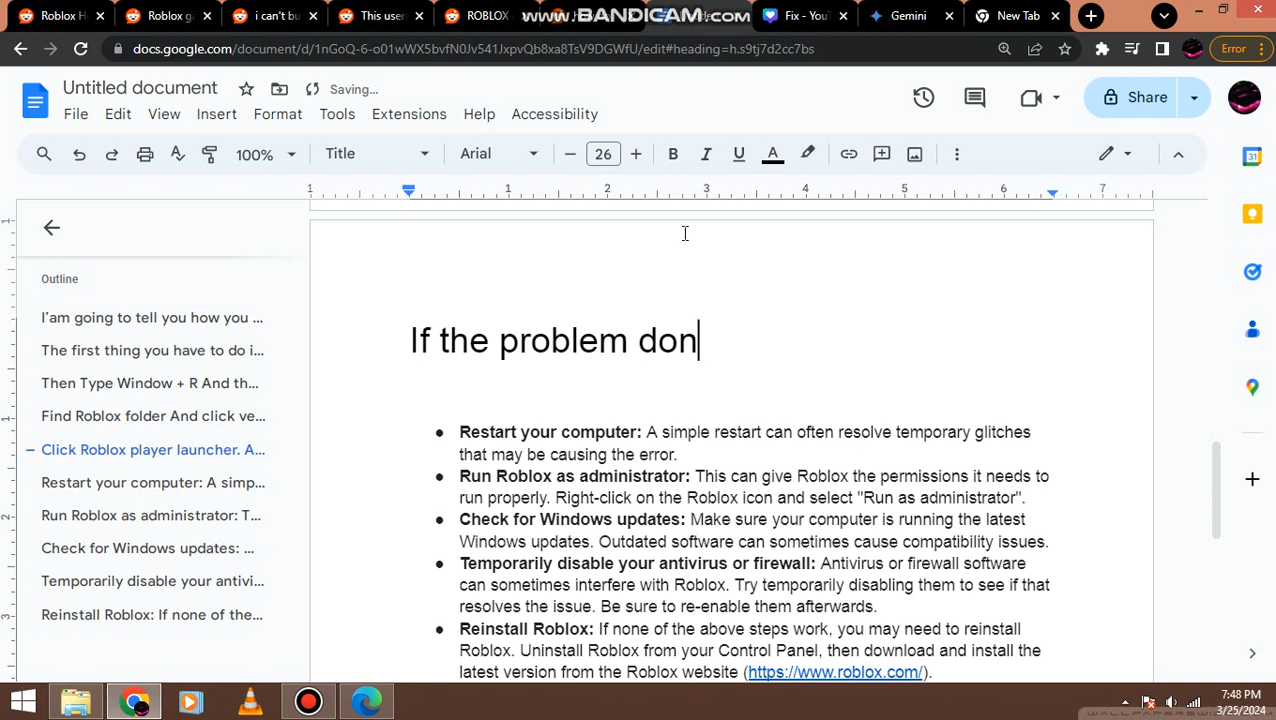 Roblox H
Roblox ga
i can't bu
This user
ROBLOX
WWW.BANDICAM.COM
Fix - YouT
Gemini
New Tab
docs.google.com/document/d/1nGoQ-6-o01wWX5bvfN0Jv541JxpvQb8xa8TsV9DGWfU/edit#heading=h.s9tj7d2cc7bs
Error
Untitled document
Saving...
File Edit View Insert Format Tools Extensions Help Accessibility
Share
100%
Title
Arial
26
1 1 2 3 4 5 6 7
Outline
I'am going to tell you how you ...
The first thing you have to do i...
Then Type Window + R And th...
Find Roblox folder And click ve...
Click Roblox player launcher. A...
Restart your computer: A simp...
Run Roblox as administrator: T...
Check for Windows updates: ...
Temporarily disable your antivi...
Reinstall Roblox: If none of the...
If the problem don
● Restart your computer: A simple restart can often resolve temporary glitches
that may be causing the error.
● Run Roblox as administrator: This can give Roblox the permissions it needs to
run properly. Right-click on the Roblox icon and select "Run as administrator".
● Check for Windows updates: Make sure your computer is running the latest
Windows updates. Outdated software can sometimes cause compatibility issues.
● Temporarily disable your antivirus or firewall: Antivirus or firewall software
can sometimes interfere with Roblox. Try temporarily disabling them to see if that
resolves the issue. Be sure to re-enable them afterwards.
● Reinstall Roblox: If none of the above steps work, you may need to reinstall
Roblox. Uninstall Roblox from your Control Panel, then download and install the
latest version from the Roblox website (https://www.roblox.com/).
7:48 PM
3/25/2024